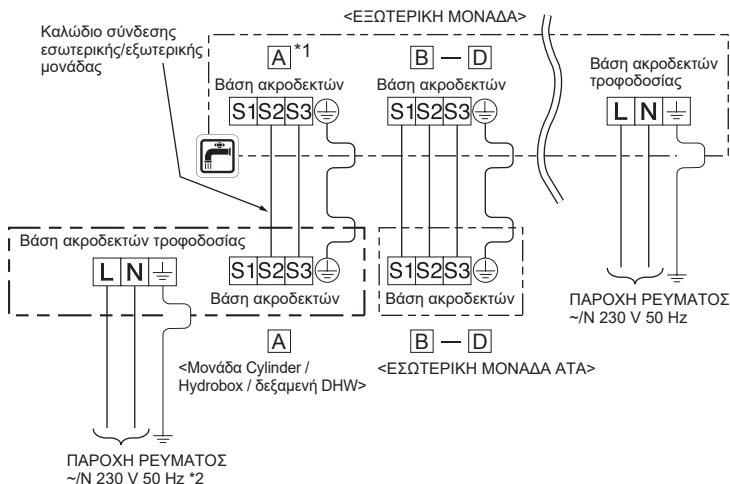 <ΕΞΩΤΕΡΙΚΗ ΜΟΝΑΔΑ>
Καλώδιο σύνδεσης
εσωτερικής/εξωτερικής
μονάδας
A *1
B — D
Βάση ακροδεκτών
Βάση ακροδεκτών
Βάση ακροδεκτών
τροφοδοσίας
S1 S2 S3
S1 S2 S3
L N
Βάση ακροδεκτών τροφοδοσίας
L N
S1 S2 S3
S1 S2 S3
Βάση ακροδεκτών
Βάση ακροδεκτών
ΠΑΡΟΧΗ ΡΕΥΜΑΤΟΣ
~/N 230 V 50 Hz
A
B — D
<Μονάδα Cylinder /
Hydrobox / δεξαμενή DHW>
<ΕΣΩΤΕΡΙΚΗ ΜΟΝΑΔΑ ATA>
ΠΑΡΟΧΗ ΡΕΥΜΑΤΟΣ
~/N 230 V 50 Hz *2